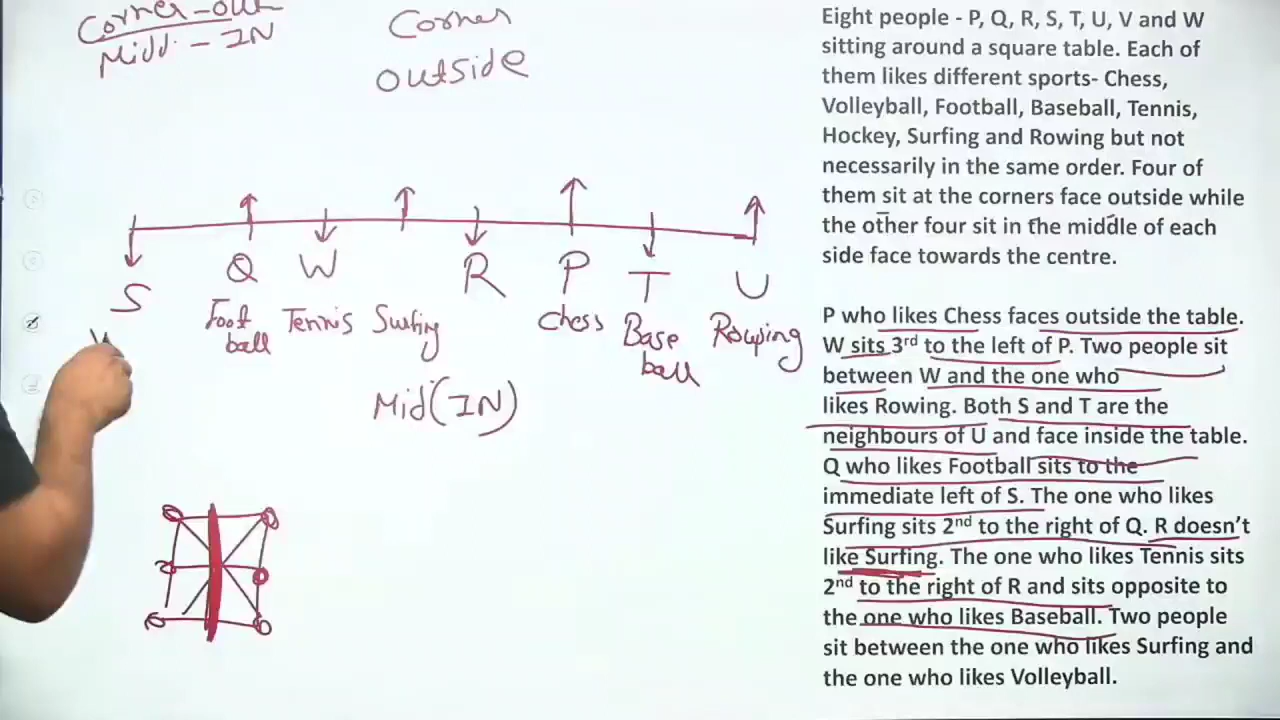 Corner - out
Midd. - IN
Corner
outside
S Q W R P T U
Foot ball Tennis Surfing Chess Base ball Rowping
Mid(IN)
Eight people - P, Q, R, S, T, U, V and W
sitting around a square table. Each of
them likes different sports- Chess,
Volleyball, Football, Baseball, Tennis,
Hockey, Surfing and Rowing but not
necessarily in the same order. Four of
them sit at the corners face outside while
the other four sit in the middle of each
side face towards the centre.
P who likes Chess faces outside the table.
W sits 3rd to the left of P. Two people sit
between W and the one who
likes Rowing. Both S and T are the
neighbours of U and face inside the table.
Q who likes Football sits to the
immediate left of S. The one who likes
Surfing sits 2nd to the right of Q. R doesn't
like Surfing. The one who likes Tennis sits
2nd to the right of R and sits opposite to
the one who likes Baseball. Two people
sit between the one who likes Surfing and
the one who likes Volleyball.